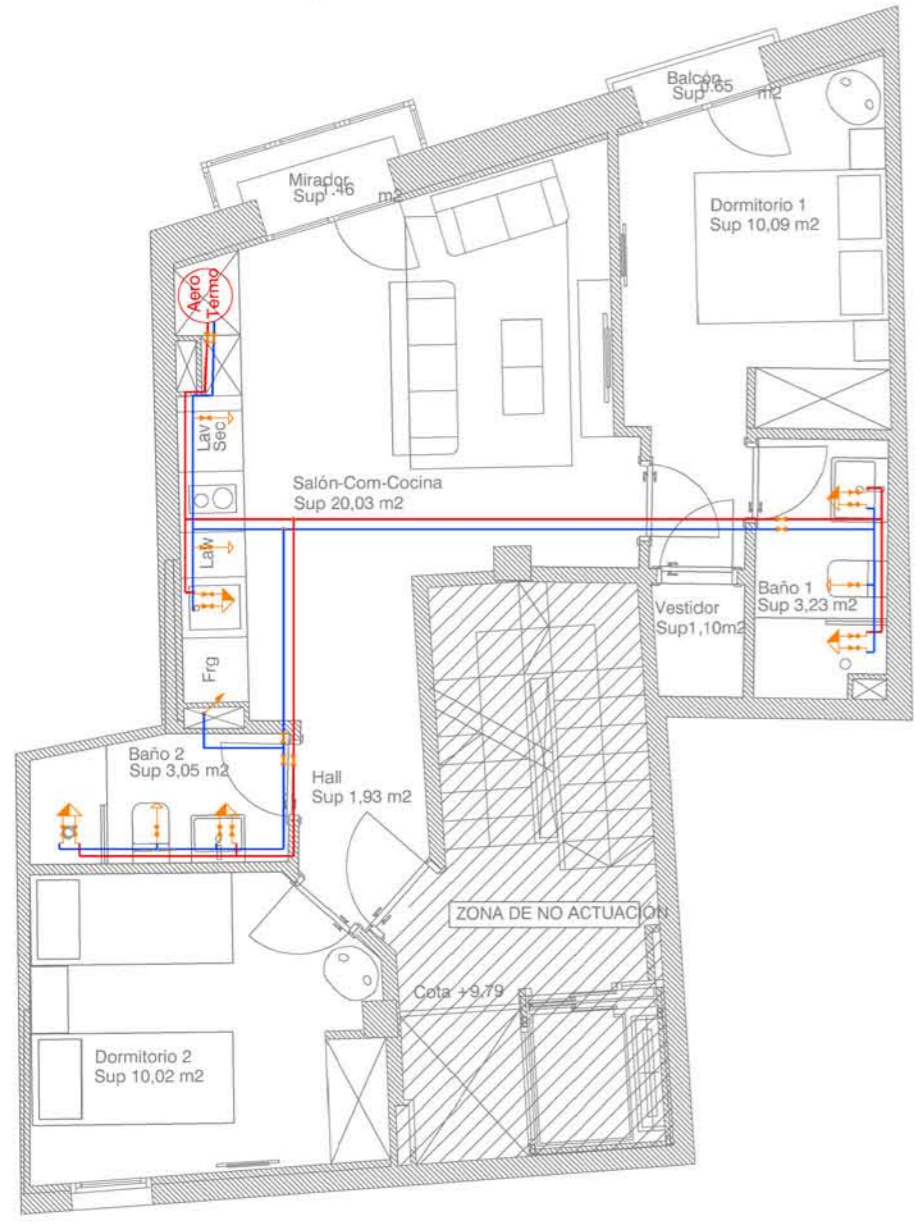 Balcón
Sup 0.65 m2
Mirador
Sup 1.46 m2
Dormitorio 1
Sup 10,09 m2
Aero
Termo
Lav
Sec
Salón-Com-Cocina
Sup 20,03 m2
Lav
Baño 1
Sup 3,23 m2
Vestidor
Sup1,10m2
Frg
Baño 2
Sup 3,05 m2
Hall
Sup 1,93 m2
ZONA DE NO ACTUACION
Cota +9,79
Dormitorio 2
Sup 10,02 m2